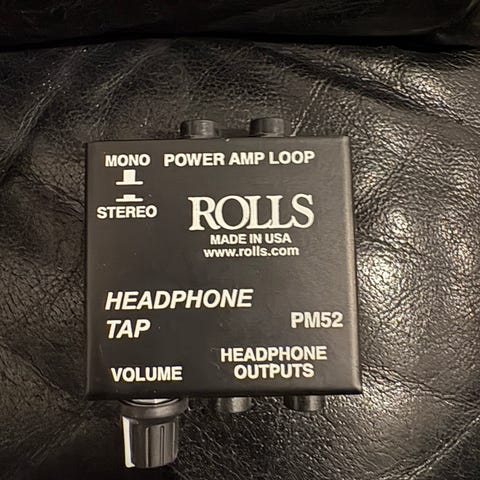 MONO POWER AMP LOOP
STEREO
ROLLS
MADE IN USA
www.rolls.com
HEADPHONE
TAP
PM52
VOLUME
HEADPHONE
OUTPUTS